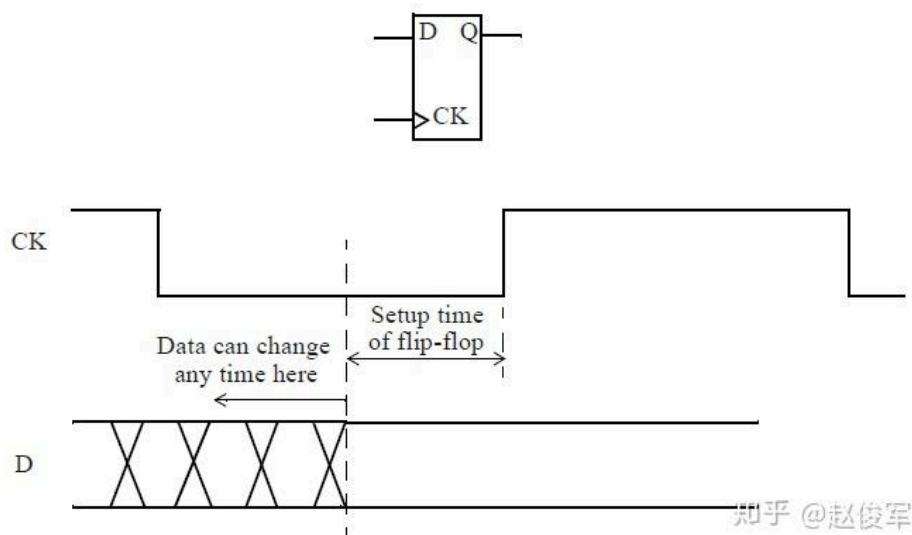 D Q
CK
CK
Setup time
of flip-flop
Data can change
any time here
D
知乎 @赵俊军